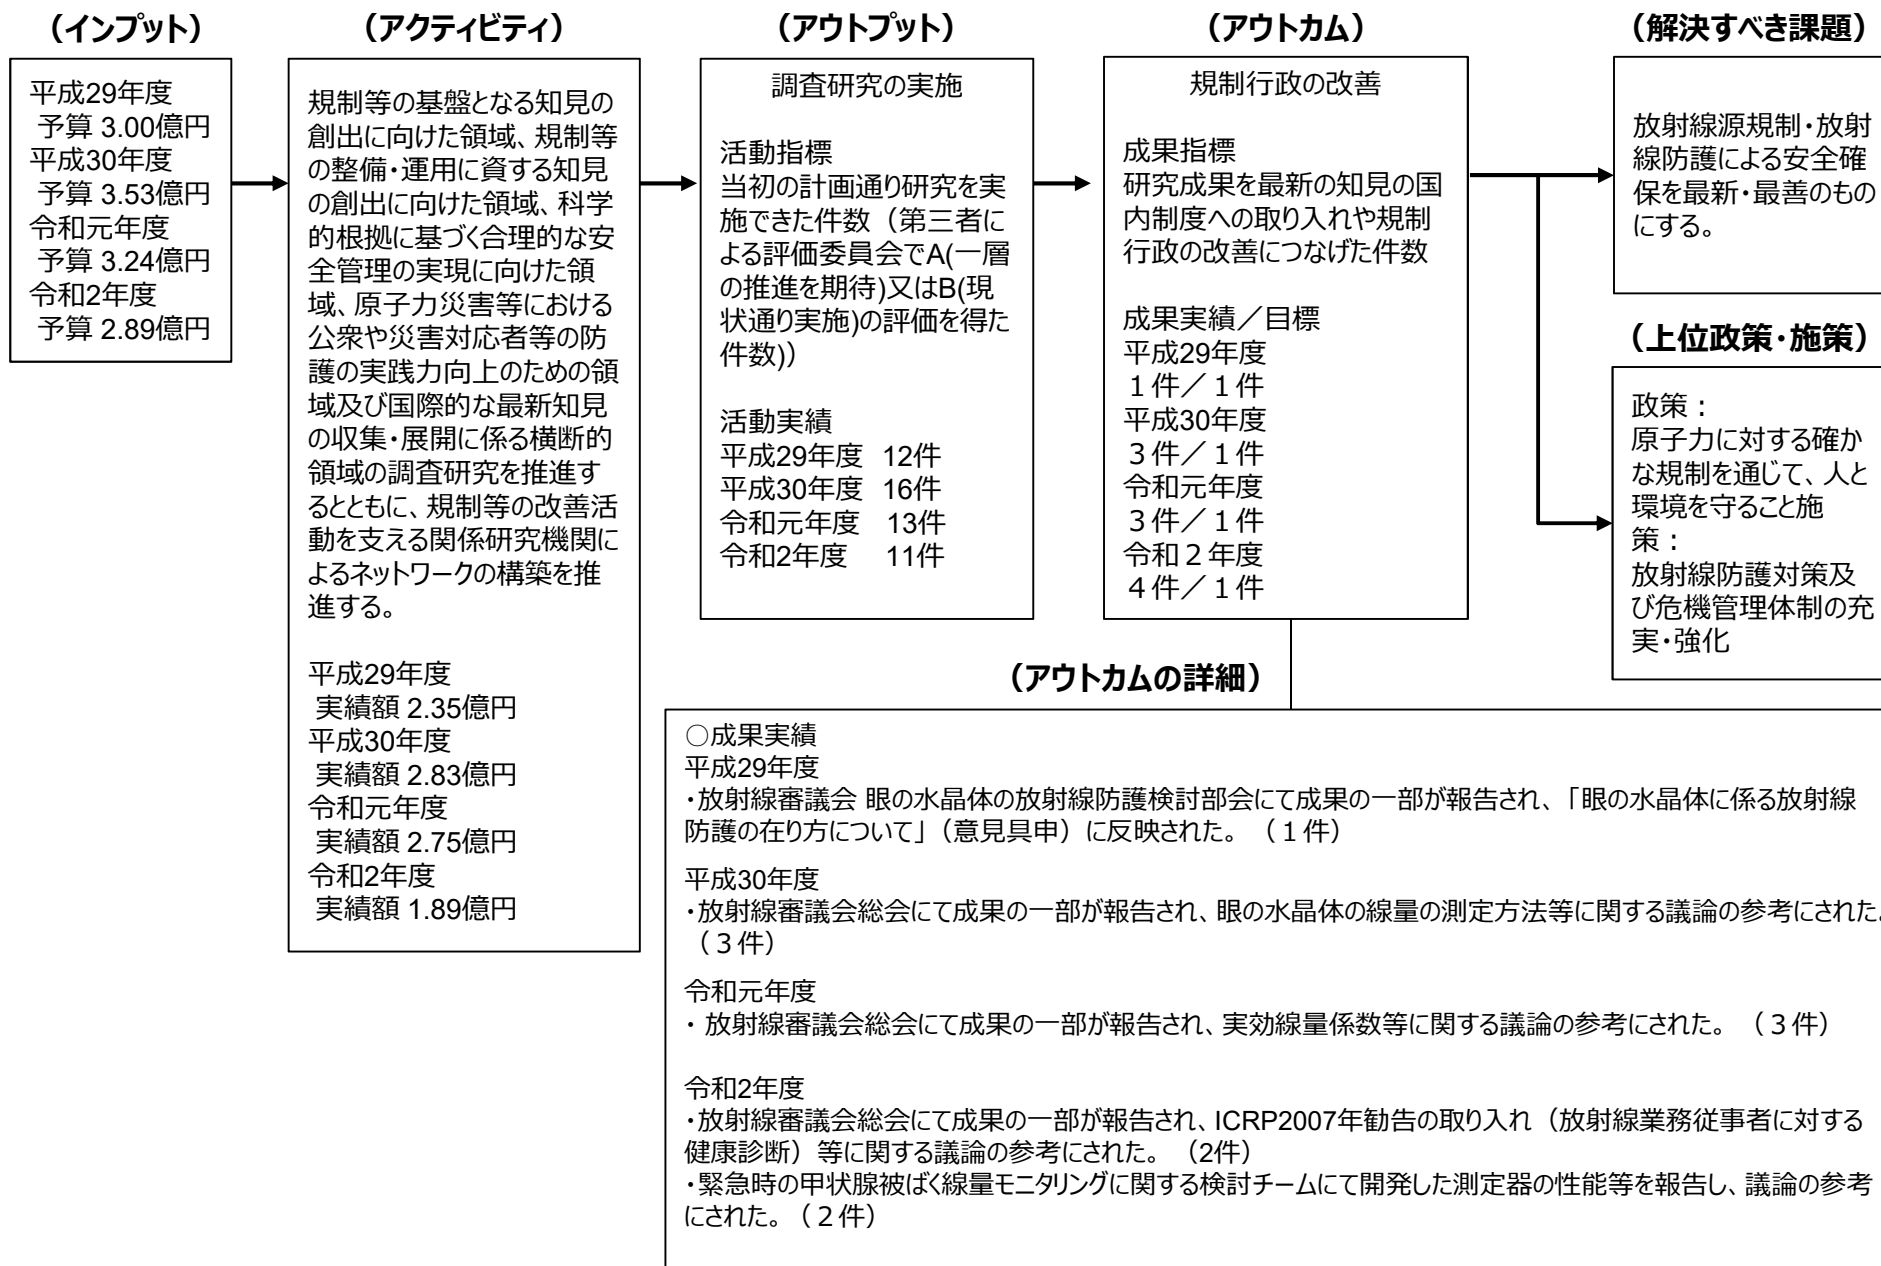 （インプット）
平成29年度
予算 3.00億円
平成30年度
予算 3.53億円
令和元年度
予算 3.24億円
令和2年度
予算 2.89億円
（アクティビティ）
規制等の基盤となる知見の
創出に向けた領域、規制等
の整備・運用に資する知見
の創出に向けた領域、科学
的根拠に基づく合理的な安
全管理の実現に向けた領
域、原子力災害等における
公衆や災害対応者等の防
護の実践力向上のための領
域及び国際的な最新知見
の収集・展開に係る横断的
領域の調査研究を推進す
るとともに、規制等の改善活
動を支える関係研究機関に
よるネットワークの構築を推
進する。
平成29年度
実績額 2.35億円
平成30年度
実績額 2.83億円
令和元年度
実績額 2.75億円
令和2年度
実績額 1.89億円
（アウトプット）
調査研究の実施
活動指標
当初の計画通り研究を実
施できた件数（第三者に
よる評価委員会でA(一層
の推進を期待)又はB(現
状通り実施)の評価を得た
件数)）
活動実績
平成29年度 12件
平成30年度 16件
令和元年度 13件
令和2年度 11件
（アウトカム）
規制行政の改善
成果指標
研究成果を最新の知見の国
内制度への取り入れや規制
行政の改善につなげた件数
成果実績／目標
平成29年度
１件／１件
平成30年度
３件／１件
令和元年度
３件／１件
令和２年度
４件／１件
（解決すべき課題）
放射線源規制・放射
線防護による安全確
保を最新・最善のもの
にする。
（上位政策・施策）
政策：
原子力に対する確か
な規制を通じて、人と
環境を守ること施
策：
放射線防護対策及
び危機管理体制の充
実・強化
（アウトカムの詳細）
○成果実績
平成29年度
・放射線審議会 眼の水晶体の放射線防護検討部会にて成果の一部が報告され、「眼の水晶体に係る放射線
防護の在り方について」（意見具申）に反映された。（１件）
平成30年度
・放射線審議会総会にて成果の一部が報告され、眼の水晶体の線量の測定方法等に関する議論の参考にされた。
（３件）
令和元年度
・ 放射線審議会総会にて成果の一部が報告され、実効線量係数等に関する議論の参考にされた。（３件）
令和2年度
・放射線審議会総会にて成果の一部が報告され、ICRP2007年勧告の取り入れ（放射線業務従事者に対する
健康診断）等に関する議論の参考にされた。（2件）
・緊急時の甲状腺被ばく線量モニタリングに関する検討チームにて開発した測定器の性能等を報告し、議論の参考
にされた。（２件）